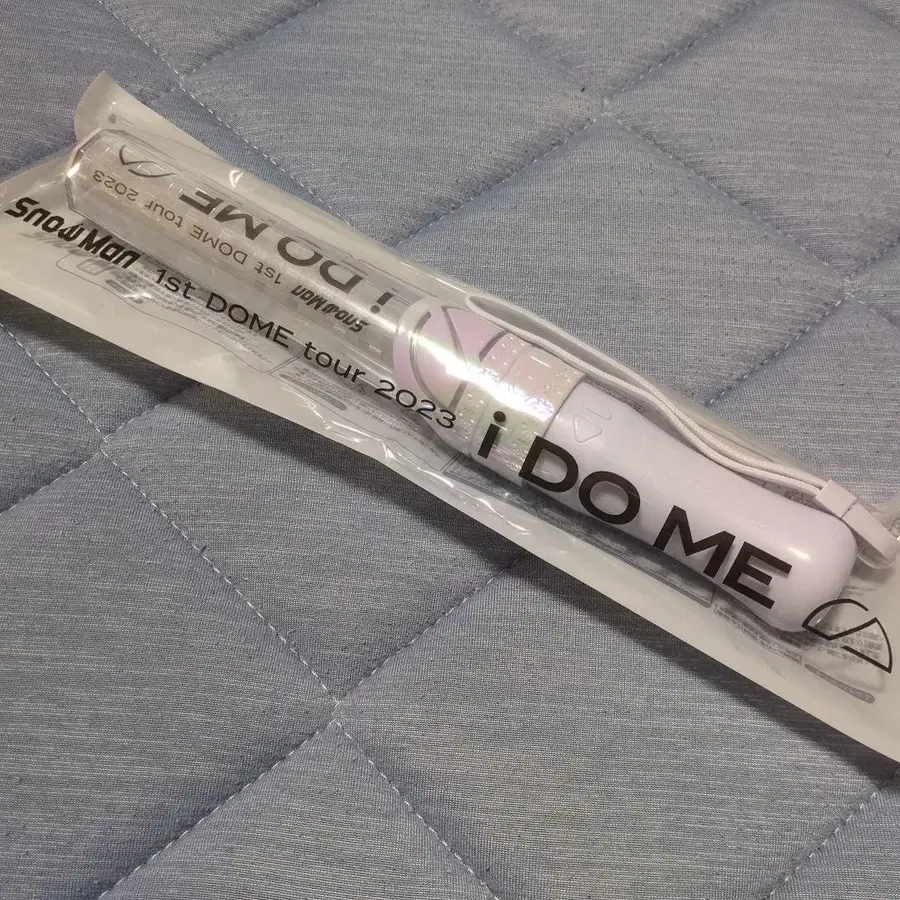 Snow Man 1st DOME tour 2023 i DO ME
Snow Man
1st DOME tour 2023
i DO ME